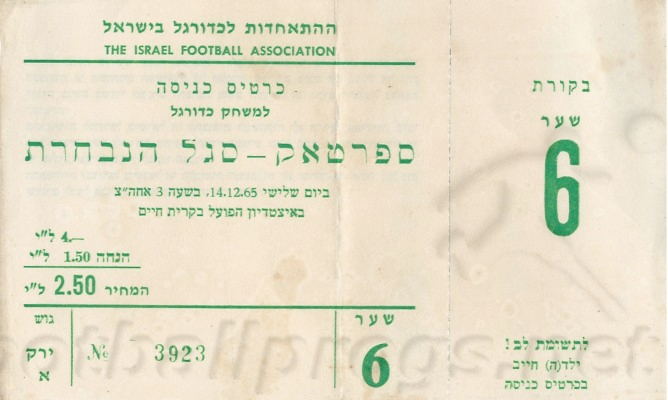 ההתאחדות לכדורגל בישראל
THE ISRAEL FOOTBALL ASSOCIATION
כרטיס כניסה
למשחק כדורגל
ספרטאק – סגל הנבחרת
ביום שלישי 14.12.65, בשעה 3 אחה"צ
באיצטדיון הפועל בקרית חיים
4.— ל"י
הנחה 1.50 ל"י
המחיר 2.50 ל"י
גוש
ירק
א
№ 3923
שער
6
בקורת
שער
6
לתשומת לב!
ילד(ה) חייב
בכרטיס כניסה